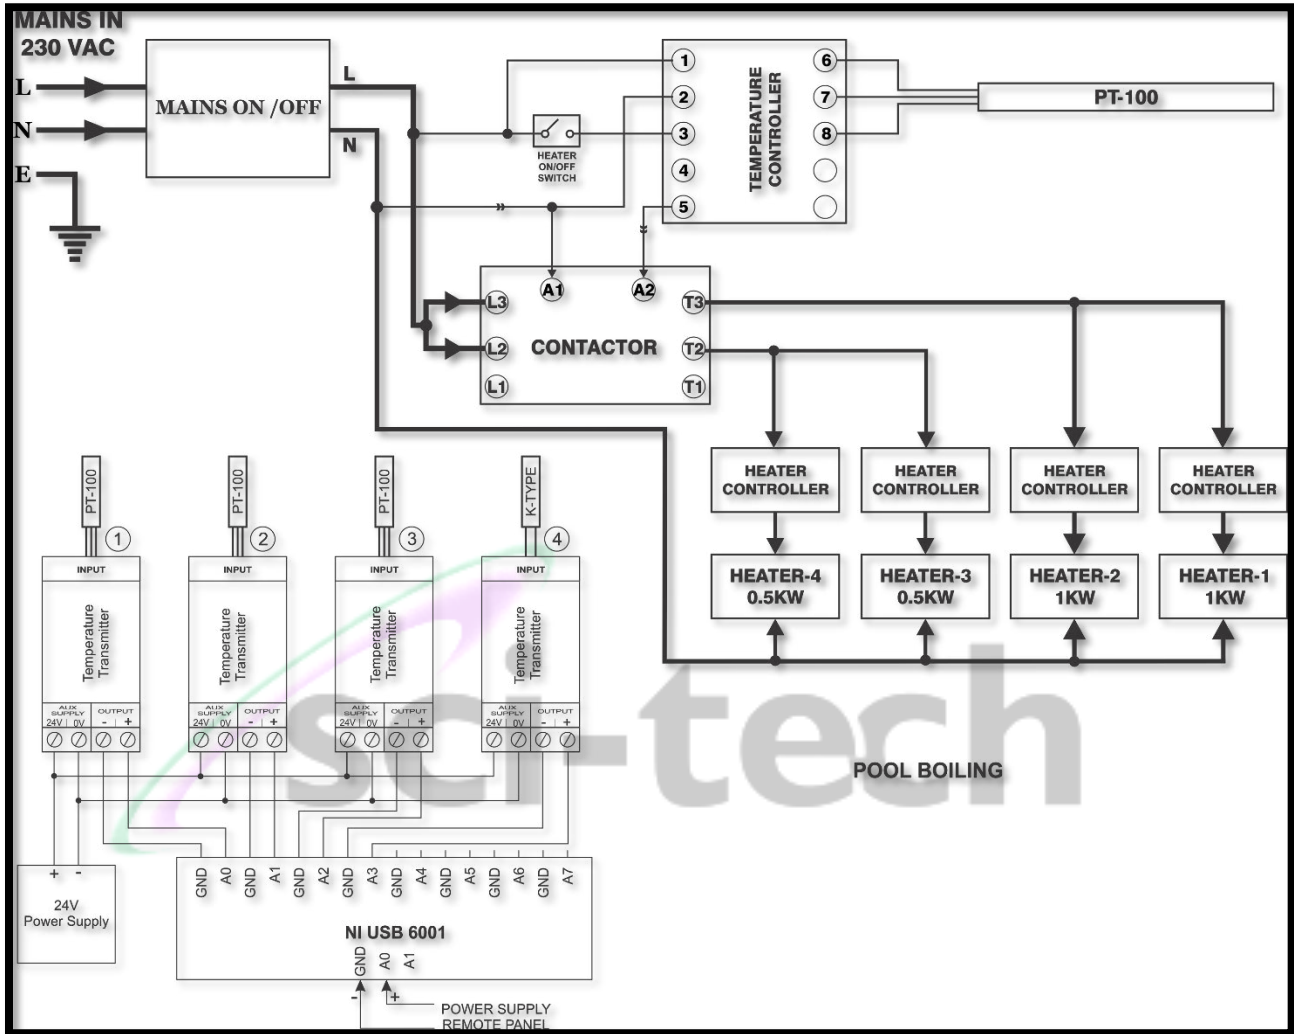 MAINS IN
230 VAC
L
N
E
MAINS ON /OFF
L
N
HEATER
ON/OFF
SWITCH
1
2
3
4
5
TEMPERATURE
CONTROLLER
6
7
8
PT-100
A1
A2
L3
L2
L1
CONTACTOR
T3
T2
T1
HEATER
CONTROLLER
HEATER
CONTROLLER
HEATER
CONTROLLER
HEATER
CONTROLLER
HEATER-4
0.5KW
HEATER-3
0.5KW
HEATER-2
1KW
HEATER-1
1KW
PT-100
1
INPUT
Temperature
Transmitter
AUX
SUPPLY
24V 0V
OUTPUT
- +
PT-100
2
INPUT
Temperature
Transmitter
AUX
SUPPLY
24V 0V
OUTPUT
- +
PT-100
3
INPUT
Temperature
Transmitter
AUX
SUPPLY
24V 0V
OUTPUT
- +
K-TYPE
4
INPUT
Temperature
Transmitter
AUX
SUPPLY
24V 0V
OUTPUT
- +
sci-tech
POOL BOILING
+ -
24V
Power Supply
GND A0 GND A1 GND A2 GND A3 GND A4 GND A5 GND A6 GND A7
NI USB 6001
GND A0 A1
- +
POWER SUPPLY
REMOTE PANEL